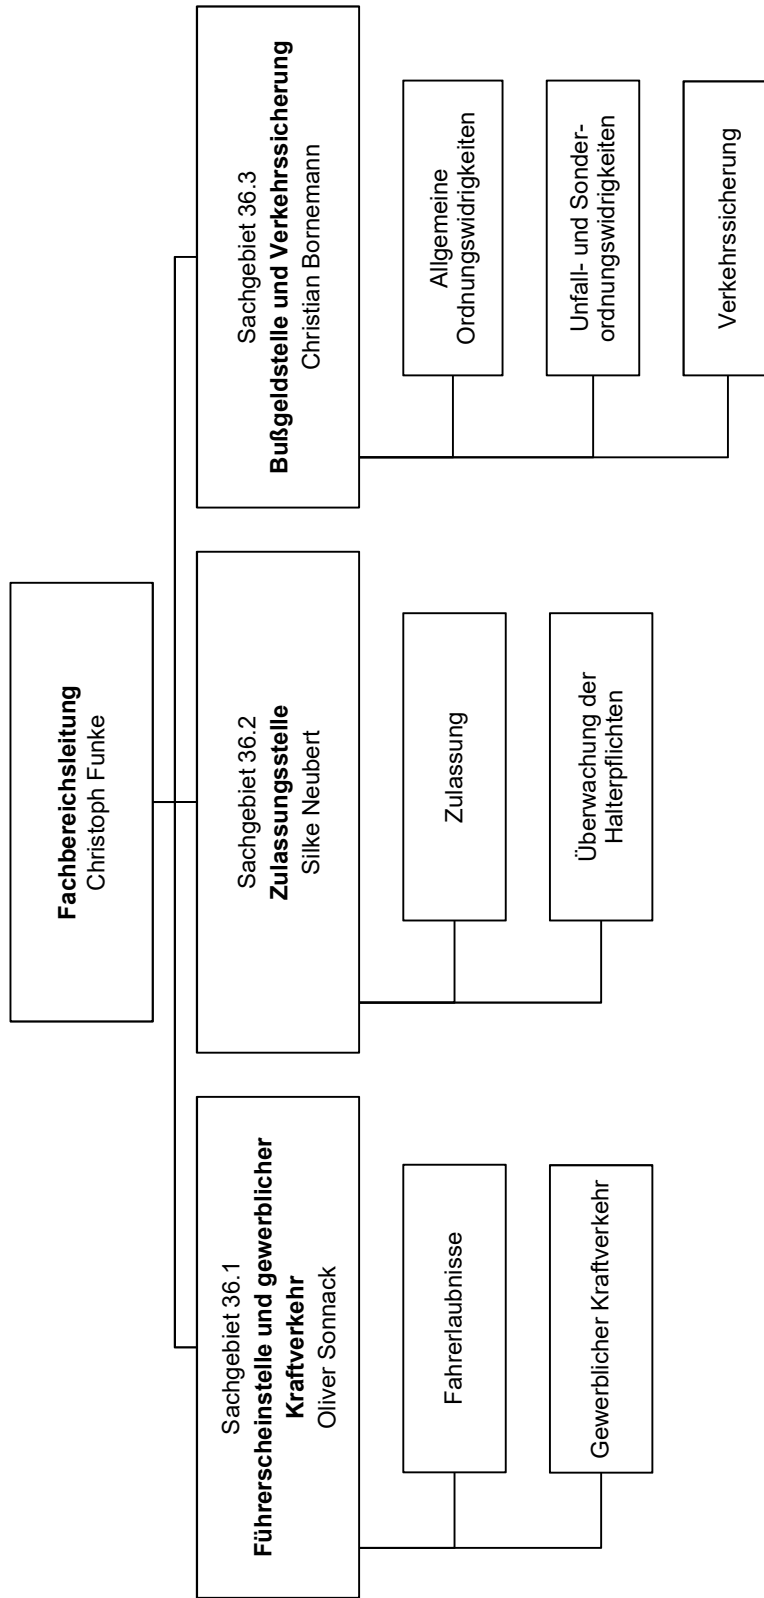 Fachbereichsleitung
Christoph Funke
Sachgebiet 36.1
Führerscheinstelle und gewerblicher
Kraftverkehr
Oliver Sonnack
Fahrerlaubnisse
Gewerblicher Kraftverkehr
Sachgebiet 36.2
Zulassungsstelle
Silke Neubert
Zulassung
Überwachung der
Halterpflichten
Sachgebiet 36.3
Bußgeldstelle und Verkehrssicherung
Christian Bornemann
Allgemeine
Ordnungswidrigkeiten
Unfall- und Sonder-
ordnungswidrigkeiten
Verkehrssicherung